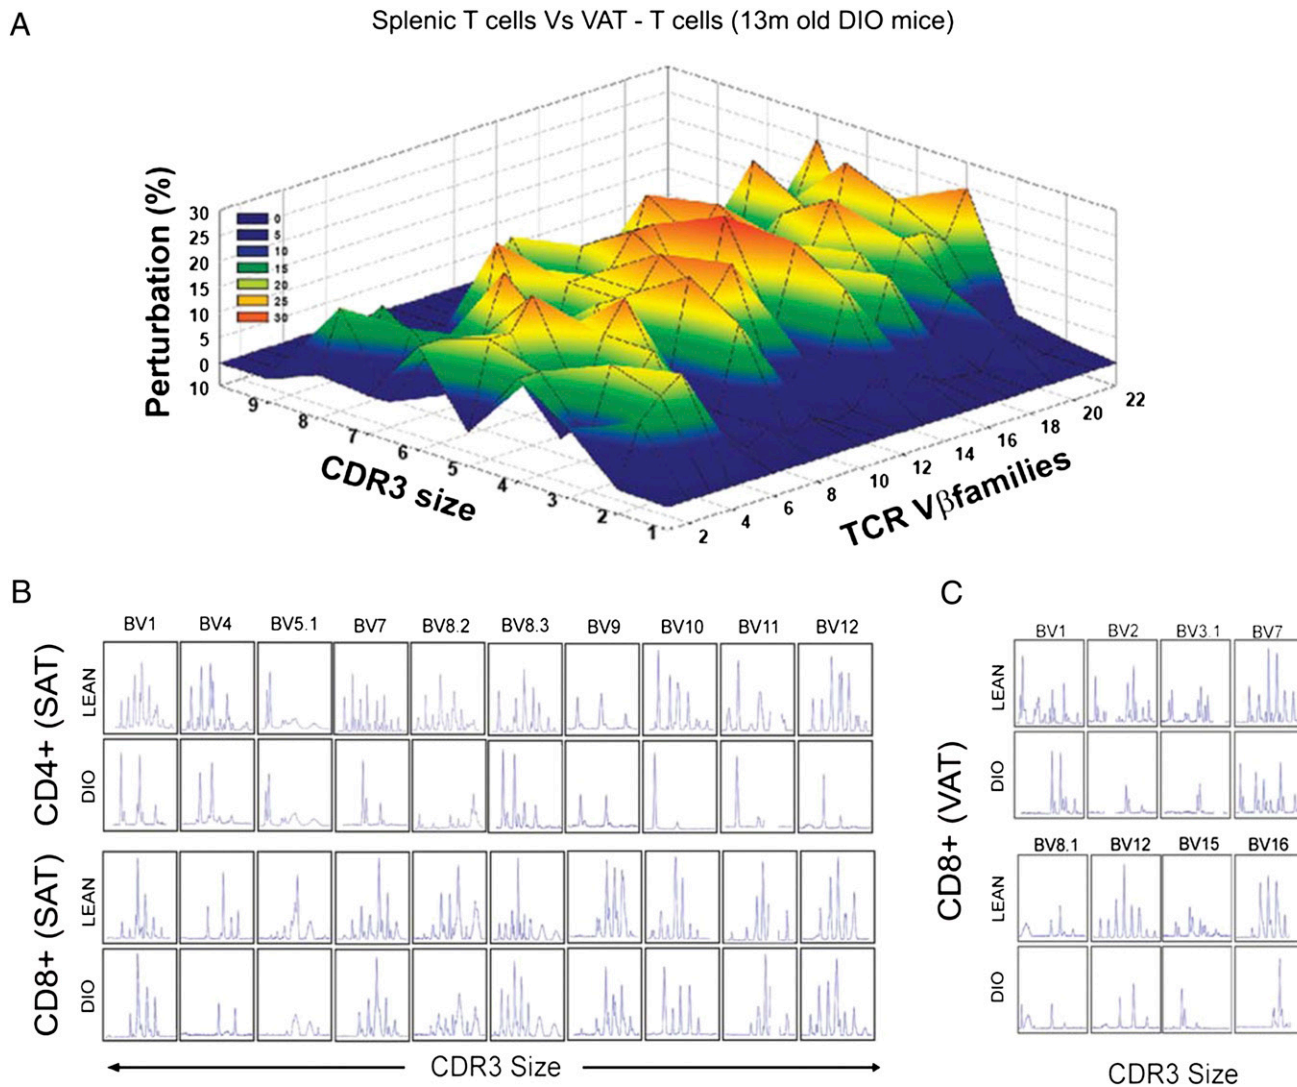 A
Splenic T cells Vs VAT - T cells (13m old DIO mice)
Perturbation (%)
30
25
20
15
10
5
0
10
0
5
10
15
20
25
30
9
8
7
6
5
4
3
2
1
CDR3 size
2
4
6
8
10
12
14
16
18
20
22
TCR Vβfamilies
B
BV1 BV4 BV5.1 BV7 BV8.2 BV8.3 BV9 BV10 BV11 BV12
CD4+ (SAT)
LEAN
DIO
CD8+ (SAT)
LEAN
DIO
CDR3 Size
C
BV1 BV2 BV3.1 BV7
CD8+ (VAT)
LEAN
DIO
BV8.1 BV12 BV15 BV16
LEAN
DIO
CDR3 Size